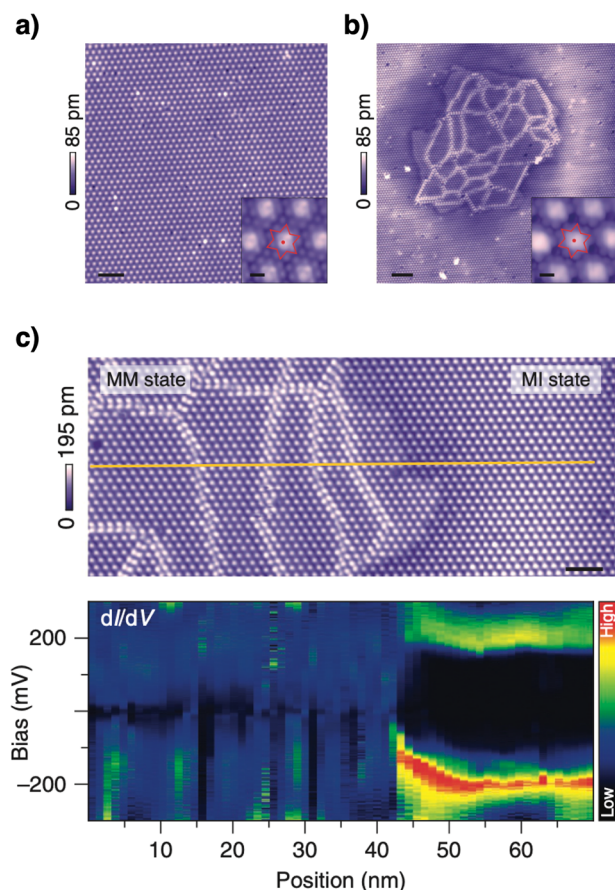 a)
b)
0 85 pm
0 85 pm
c)
MM state
MI state
0 195 pm
dI/dV
High
Low
200
−200
Bias (mV)
10 20 30 40 50 60
Position (nm)